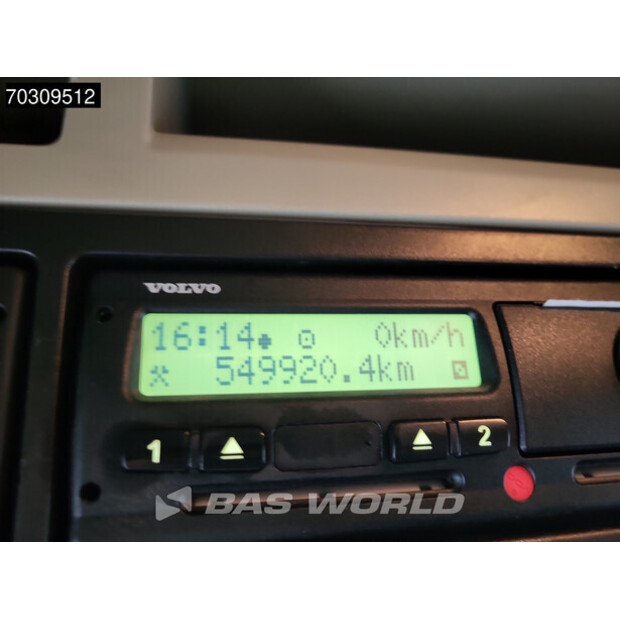 70309512
VOLVO
16:14 0km/h
549920.4km
1 2
BAS WORLD